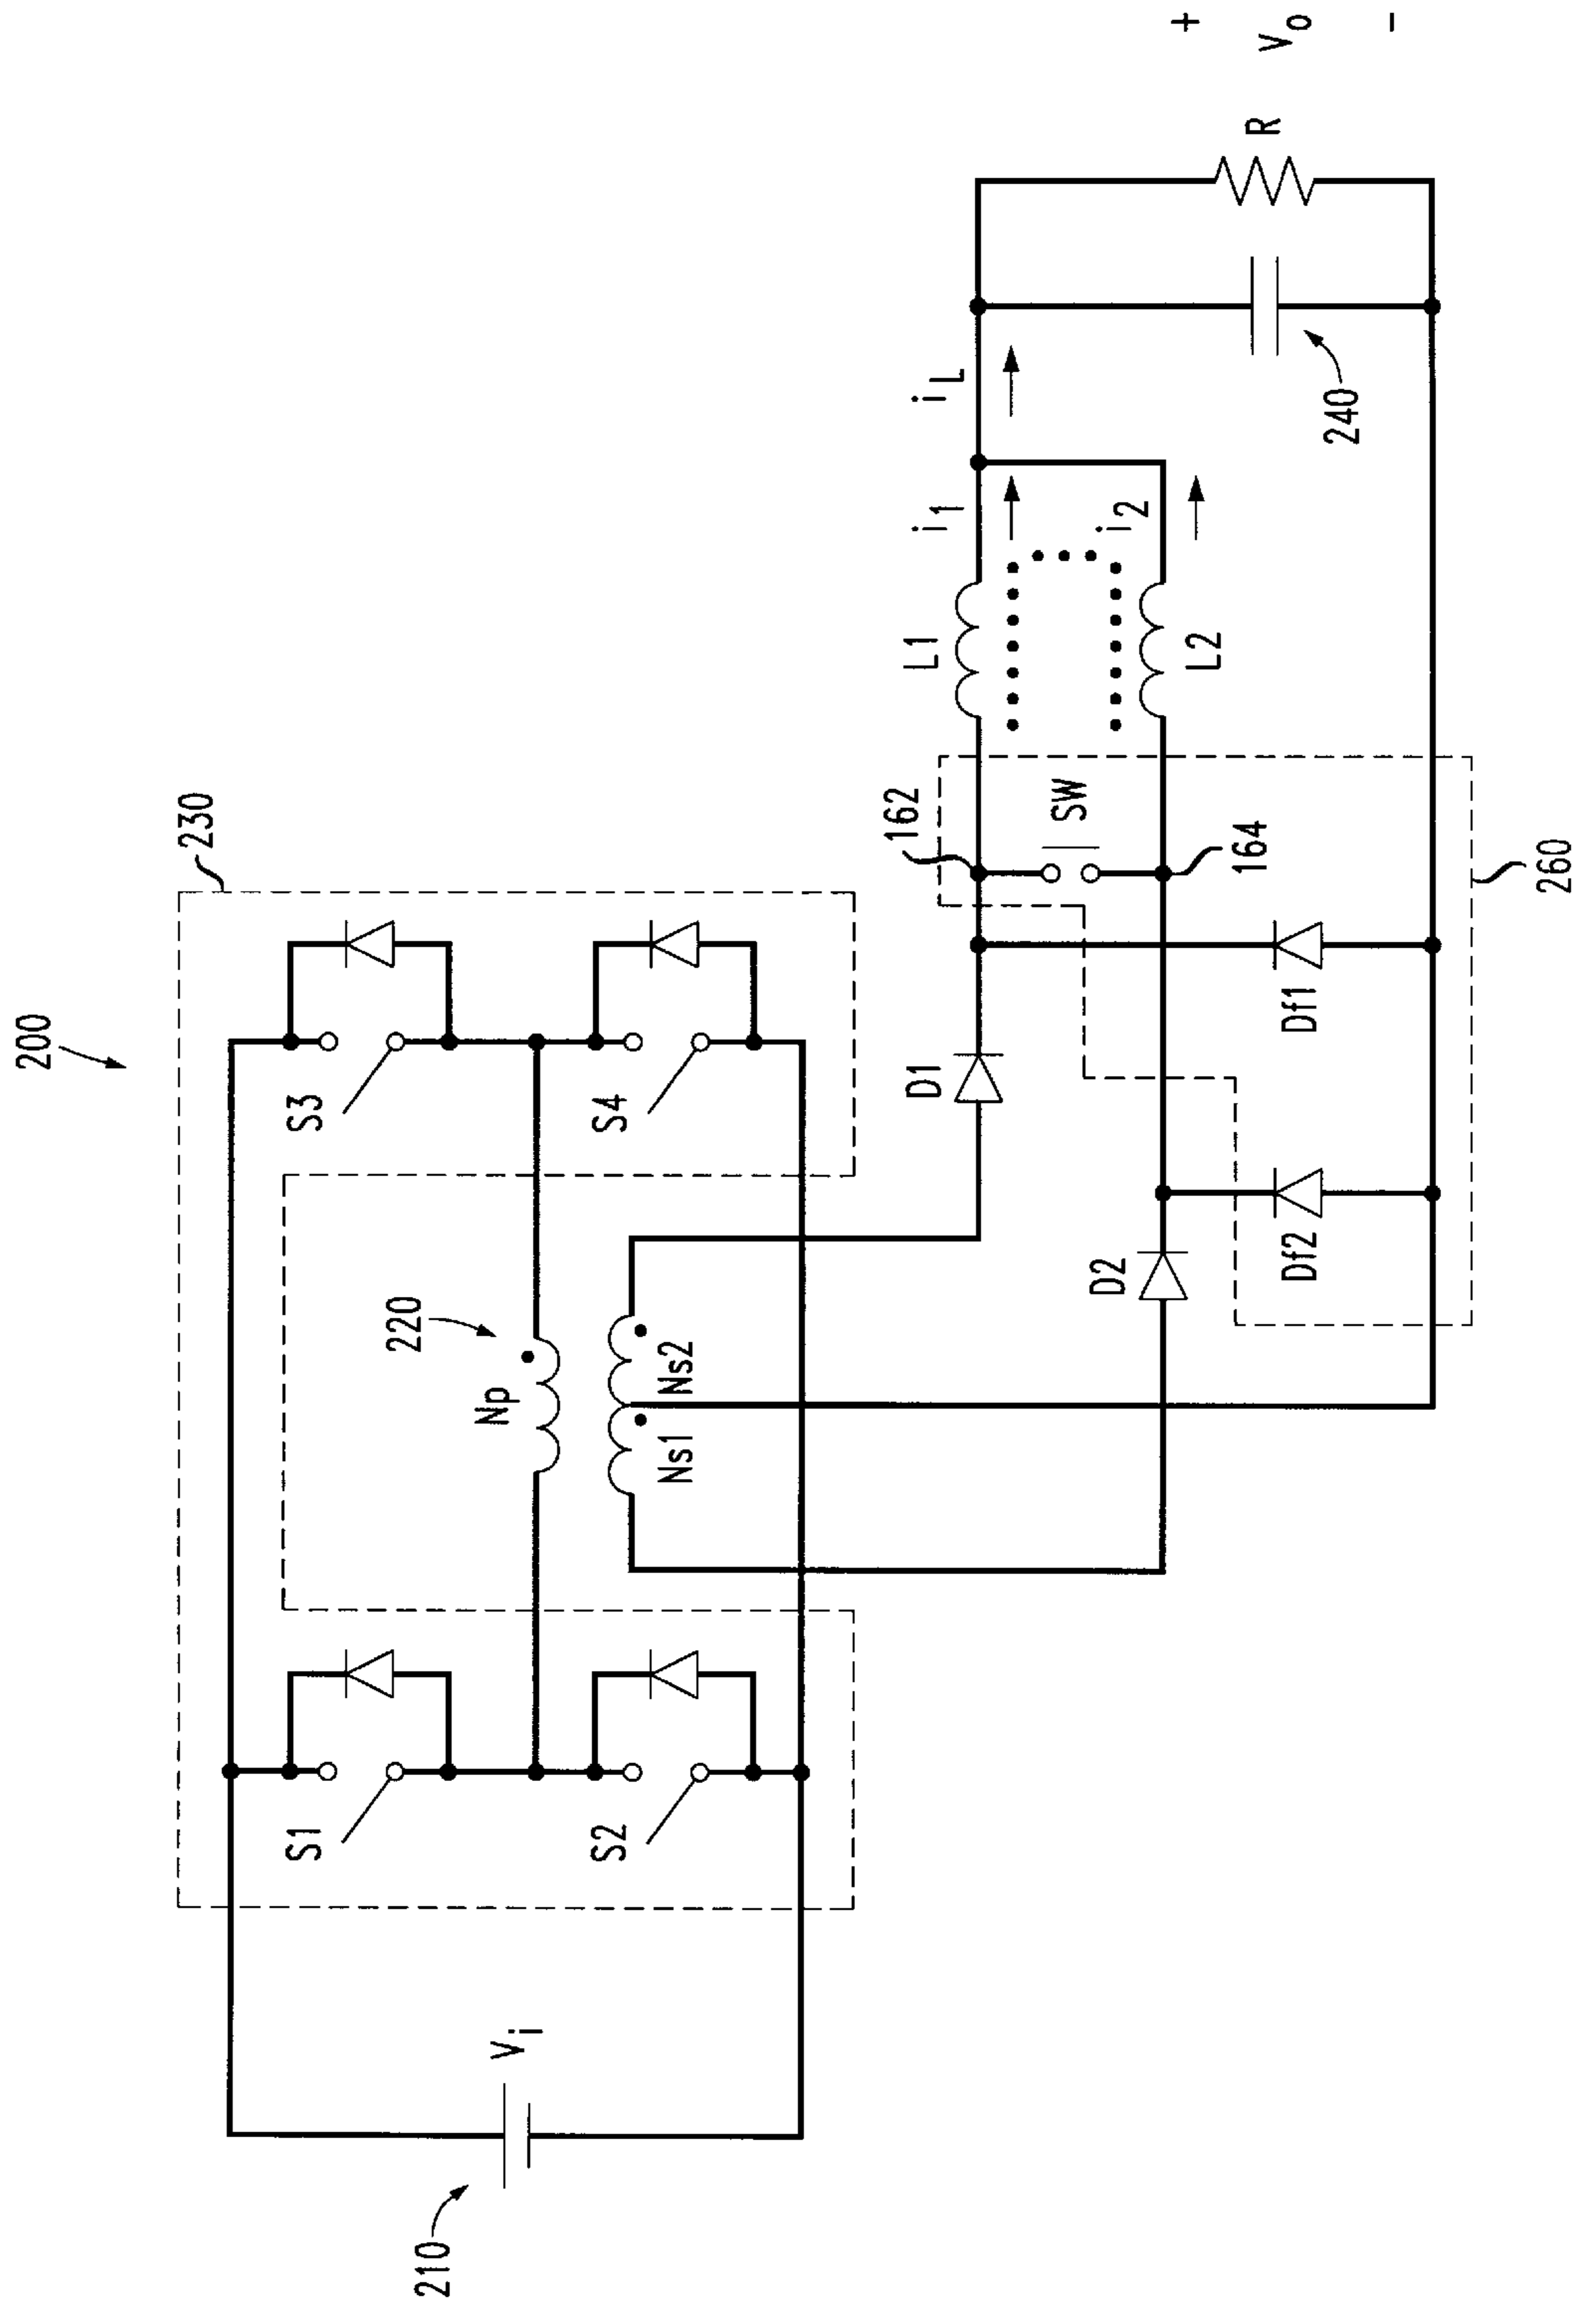 200
230
S3
S4
S1
S2
220
Np
Ns2
Ns1
Vi
210
D1
D2
162
SW
164
Df1
Df2
260
L1
L2
i1
i2
iL
240
R
+
Vo
-